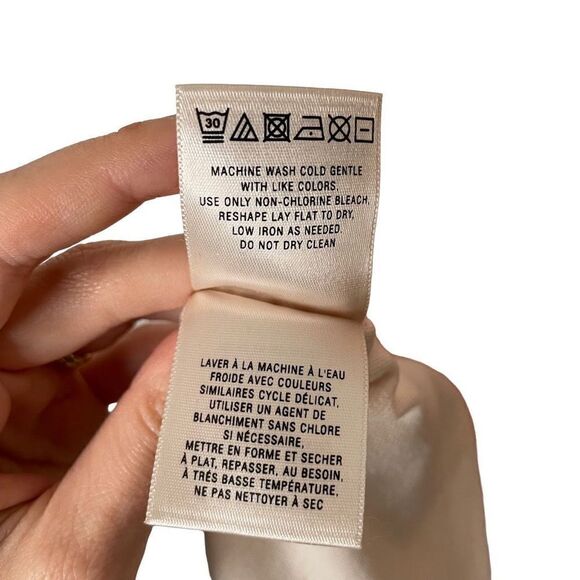 30
MACHINE WASH COLD GENTLE
WITH LIKE COLORS,
USE ONLY NON-CHLORINE BLEACH,
RESHAPE LAY FLAT TO DRY,
LOW IRON AS NEEDED.
DO NOT DRY CLEAN
LAVER À LA MACHINE À L'EAU
FROIDE AVEC COULEURS
SIMILAIRES CYCLE DÉLICAT,
UTILISER UN AGENT DE
BLANCHIMENT SANS CHLORE
SI NÉCESSAIRE,
METTRE EN FORME ET SECHER
À PLAT, REPASSER, AU BESOIN,
À TRÉS BASSE TEMPÉRATURE,
NE PAS NETTOYER À SEC